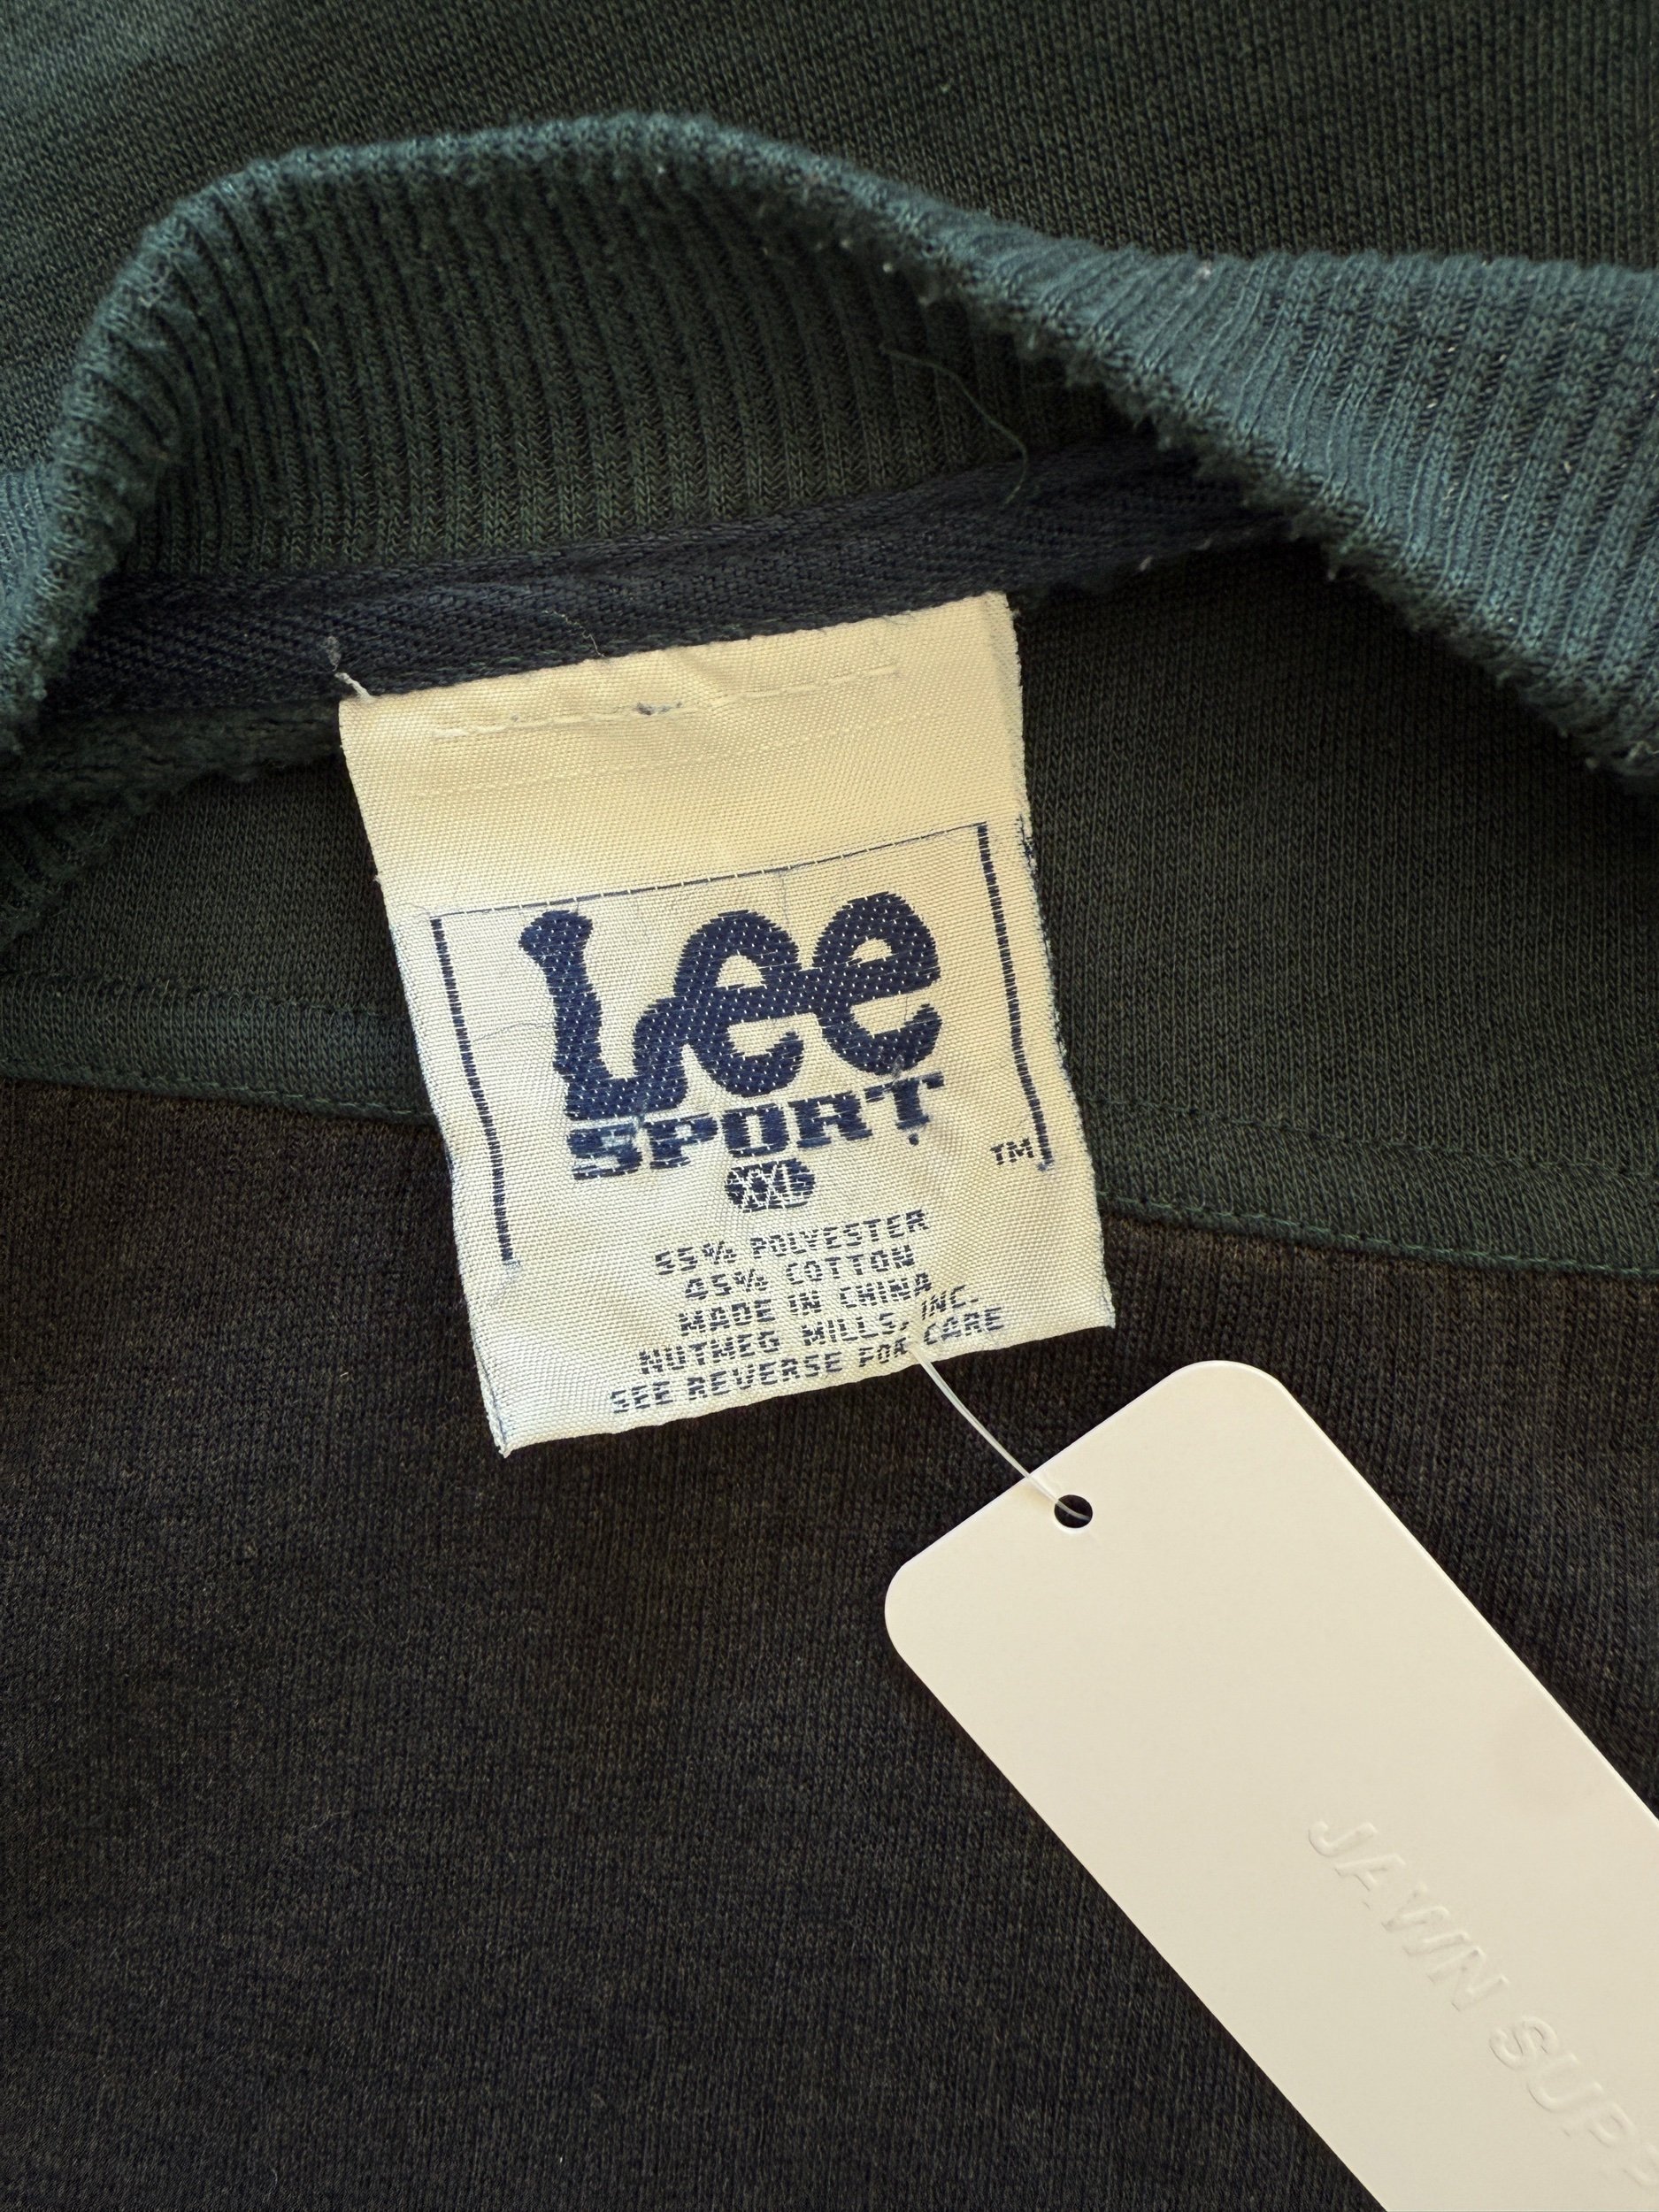 Lee
SPORT
TM
XXL
55% POLYESTER
45% COTTON
MADE IN CHINA
NUTMEG MILLS, INC.
SEE REVERSE FOR CARE
JAWN SUPP